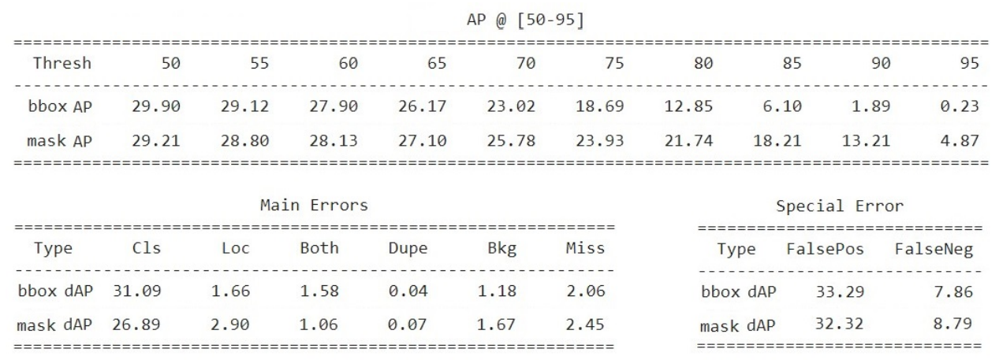 AP @ [50-95]
Thresh 50 55 60 65 70 75 80 85 90 95
bbox AP 29.90 29.12 27.90 26.17 23.02 18.69 12.85 6.10 1.89 0.23
mask AP 29.21 28.80 28.13 27.10 25.78 23.93 21.74 18.21 13.21 4.87
Main Errors
Type Cls Loc Both Dupe Bkg Miss
bbox dAP 31.09 1.66 1.58 0.04 1.18 2.06
mask dAP 26.89 2.90 1.06 0.07 1.67 2.45
Special Error
Type FalsePos FalseNeg
bbox dAP 33.29 7.86
mask dAP 32.32 8.79